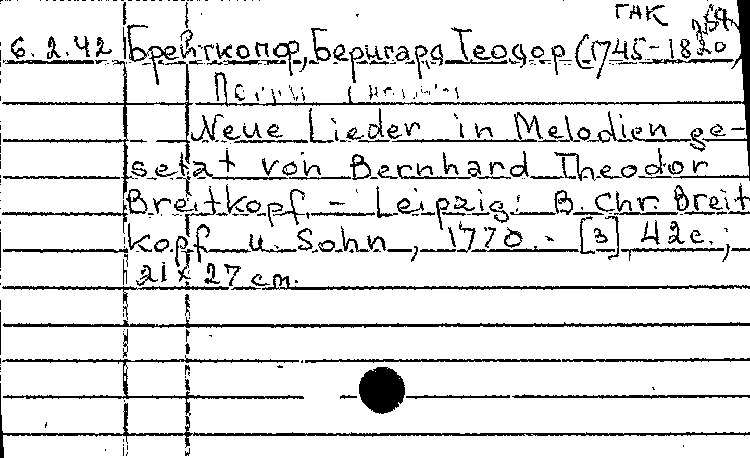 ГАК
6.2.42 Брейткопф, Бернгард Теодор (1745-1820)
Neue Lieder in Melodien ge-
setzt von Bernhard Theodor
Breitkopf. - Leipzig: B. Chr. Breit
kopf u. Sohn, 1770. - [3], 42 c.;
21 x 27 cm.